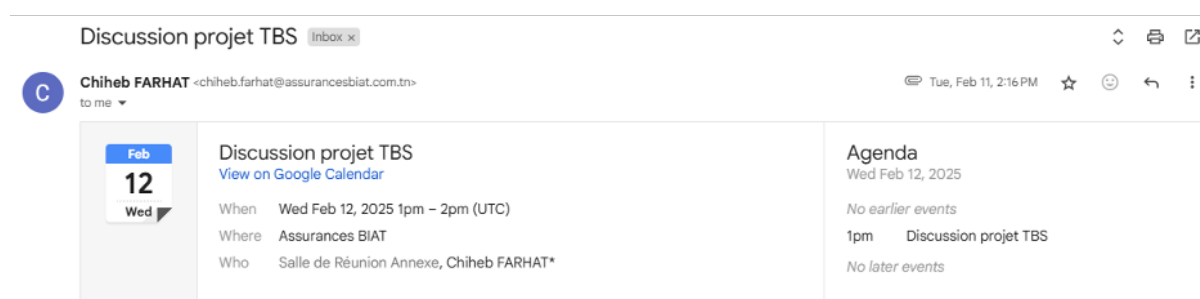 Discussion projet TBS Inbox ×
Chiheb FARHAT <chiheb.farhat@assurancesbiat.com.tn> Tue, Feb 11, 2:16 PM
C
to me
Feb
12
Wed
Discussion projet TBS
View on Google Calendar
When Wed Feb 12, 2025 1pm – 2pm (UTC)
Where Assurances BIAT
Who Salle de Réunion Annexe, Chiheb FARHAT*
Agenda
Wed Feb 12, 2025
No earlier events
1pm Discussion projet TBS
No later events